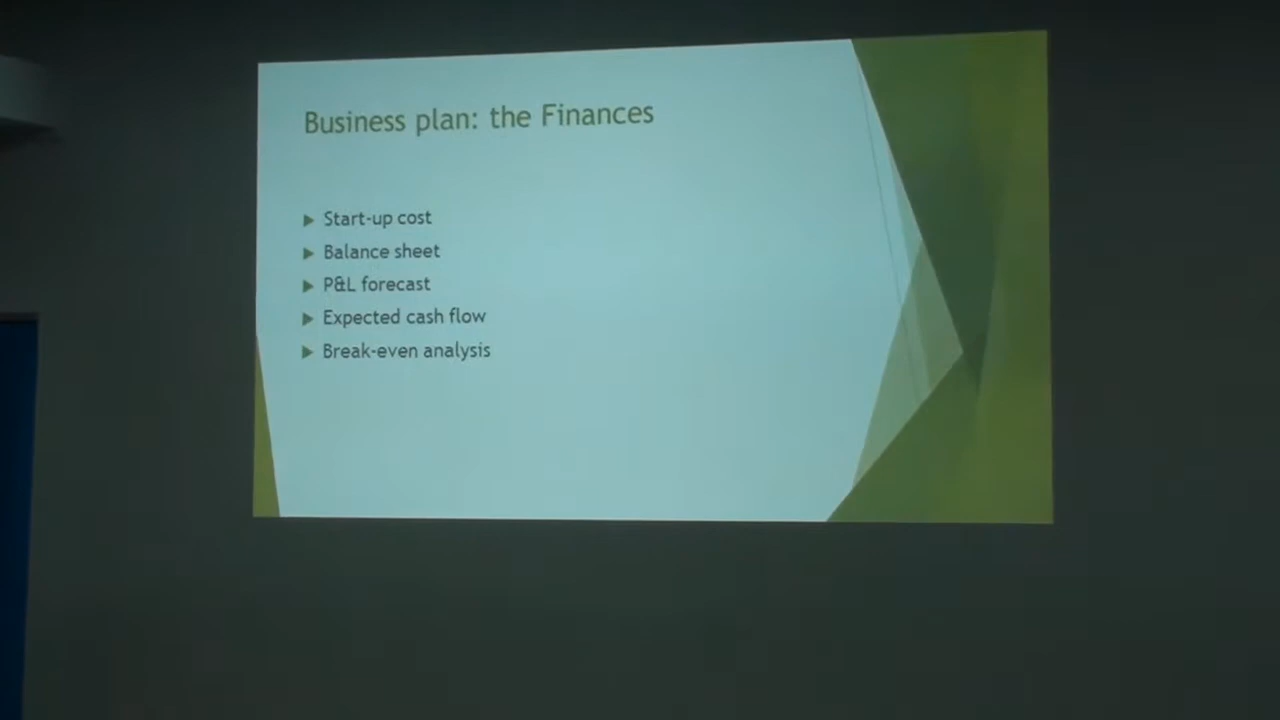 Business plan: the Finances
Start-up cost
Balance sheet
P&L forecast
Expected cash flow
Break-even analysis